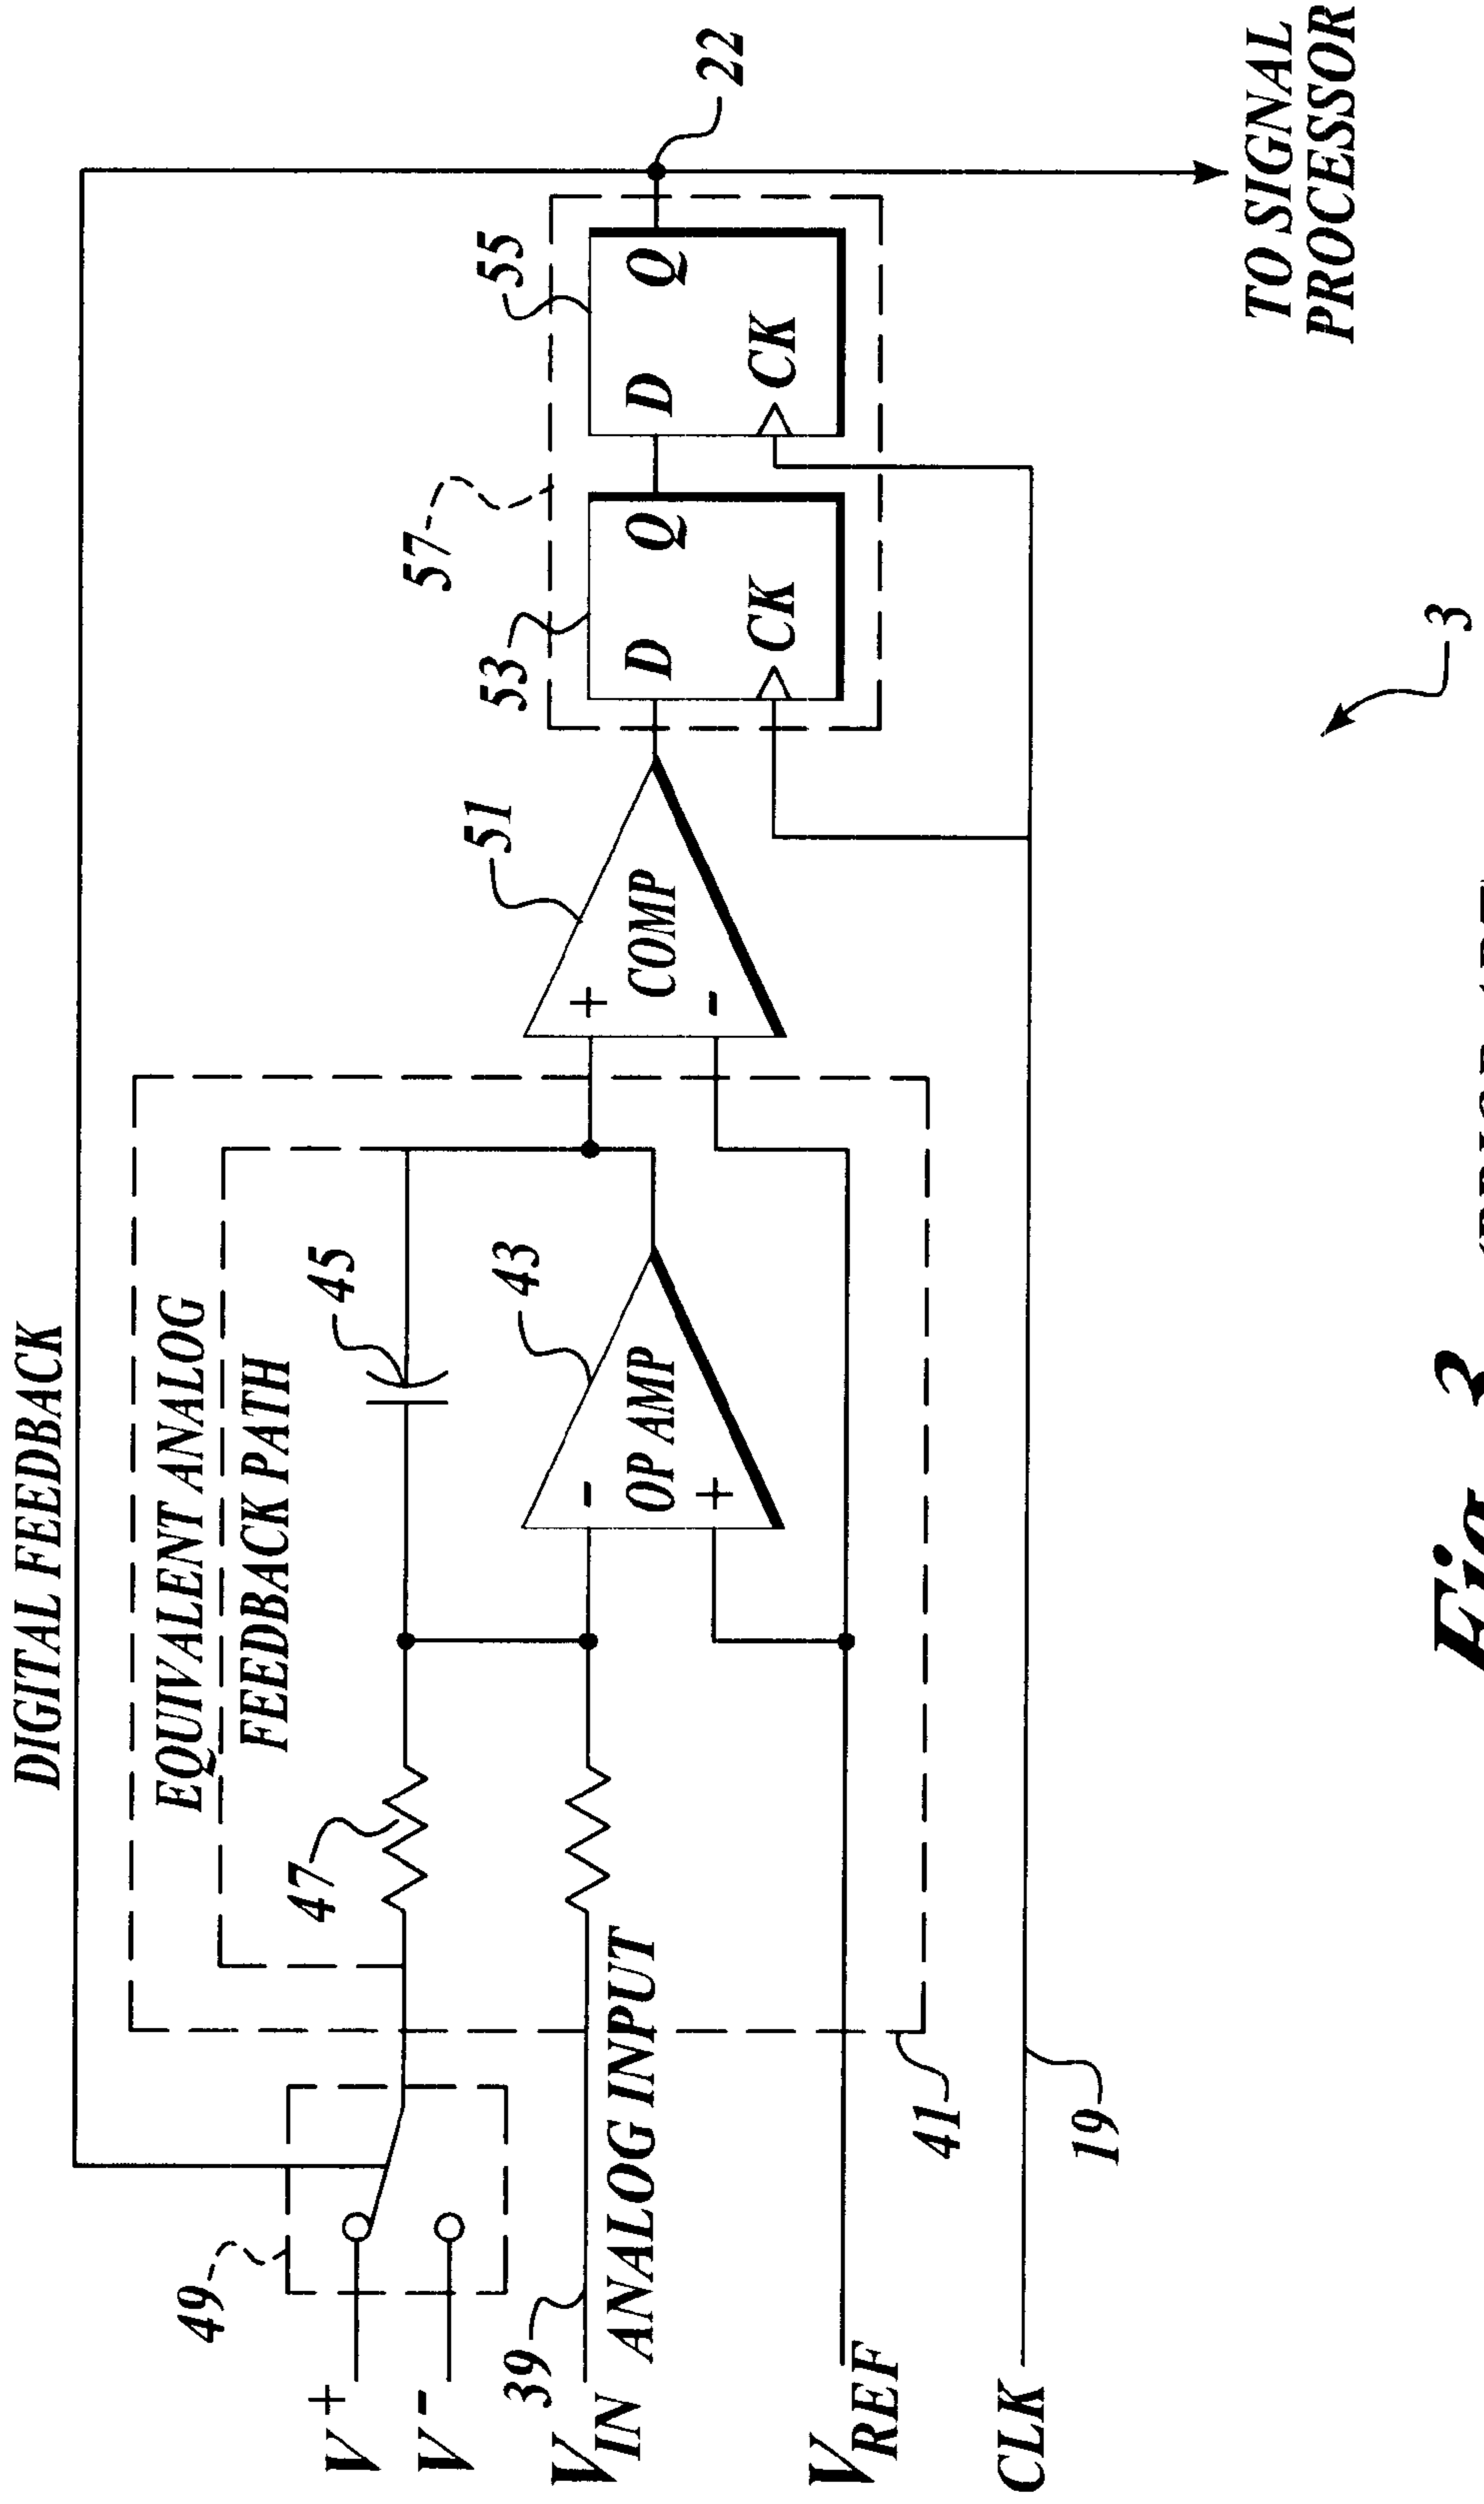 DIGITAL FEEDBACK
EQUIVALENT ANALOG
FEEDBACK PATH
49
47
45
43
51
57
53
55
22
V+
V-
39
VIN
ANALOG INPUT
OP AMP
-
+
COMP
+
-
D
Q
CK
D
Q
CK
VREF
41
CLK
19
TO SIGNAL
PROCESSOR
3
Fig.